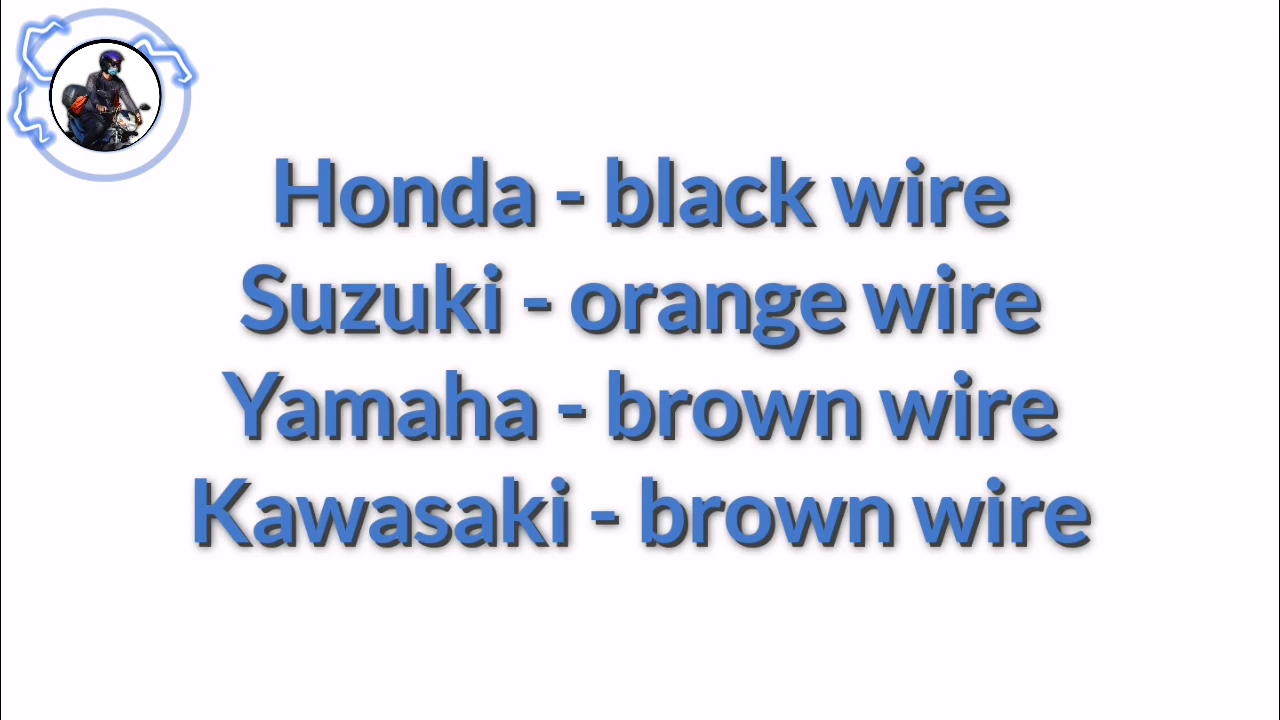 Honda - black wire
Suzuki - orange wire
Yamaha - brown wire
Kawasaki - brown wire